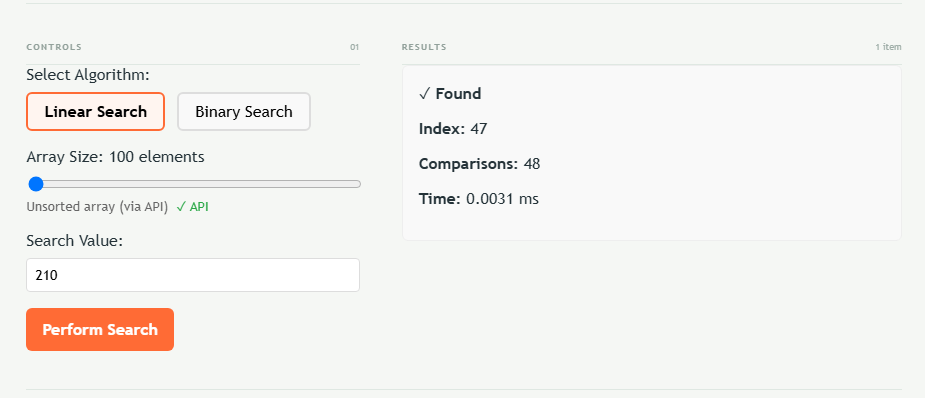 CONTROLS 01
Select Algorithm:
Linear Search Binary Search
Array Size: 100 elements
Unsorted array (via API) ✓ API
Search Value:
210
Perform Search
RESULTS 1 item
✓ Found
Index: 47
Comparisons: 48
Time: 0.0031 ms